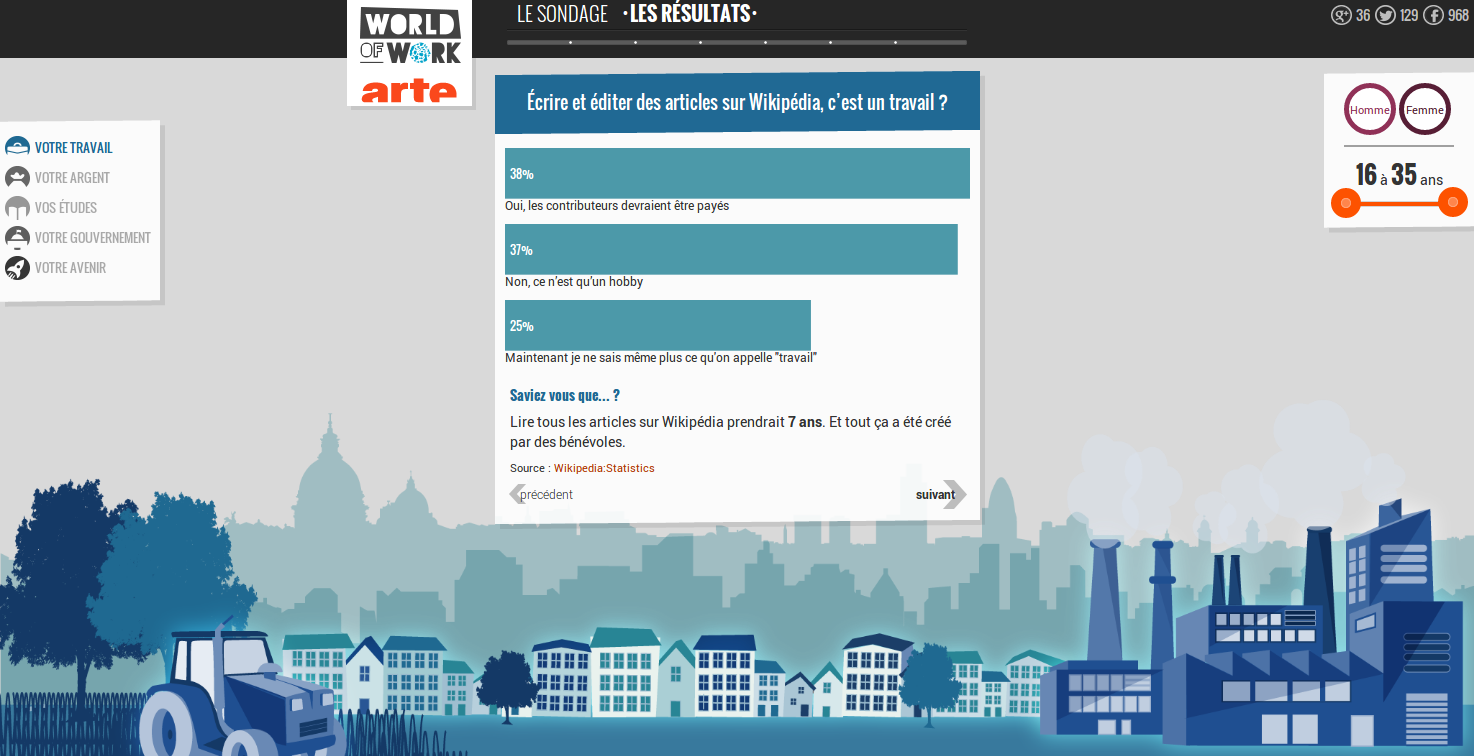 LE SONDAGE
• LES RÉSULTATS •
36
129
968
WORLD
OF WORK
arte
VOTRE TRAVAIL
VOTRE ARGENT
VOS ÉTUDES
VOTRE GOUVERNEMENT
VOTRE AVENIR
Écrire et éditer des articles sur Wikipédia, c'est un travail ?
38%
Oui, les contributeurs devraient être payés
37%
Non, ce n'est qu'un hobby
25%
Maintenant je ne sais même plus ce qu'on appelle "travail"
Saviez vous que... ?
Lire tous les articles sur Wikipédia prendrait 7 ans. Et tout ça a été créé
par des bénévoles.
Source : Wikipedia:Statistics
précédent
suivant
Homme
Femme
16 à 35 ans